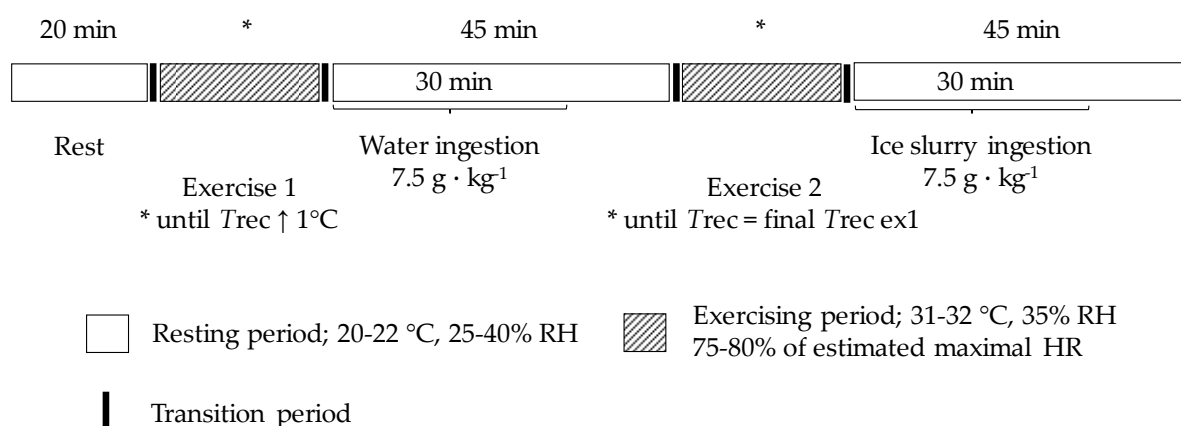 20 min * 45 min * 45 min
30 min 30 min
Rest Water ingestion Ice slurry ingestion
7.5 g · kg-1 7.5 g · kg-1
Exercise 1 Exercise 2
* until Trec ↑ 1°C * until Trec = final Trec ex1
Resting period; 20-22 °C, 25-40% RH
Exercising period; 31-32 °C, 35% RH
75-80% of estimated maximal HR
Transition period